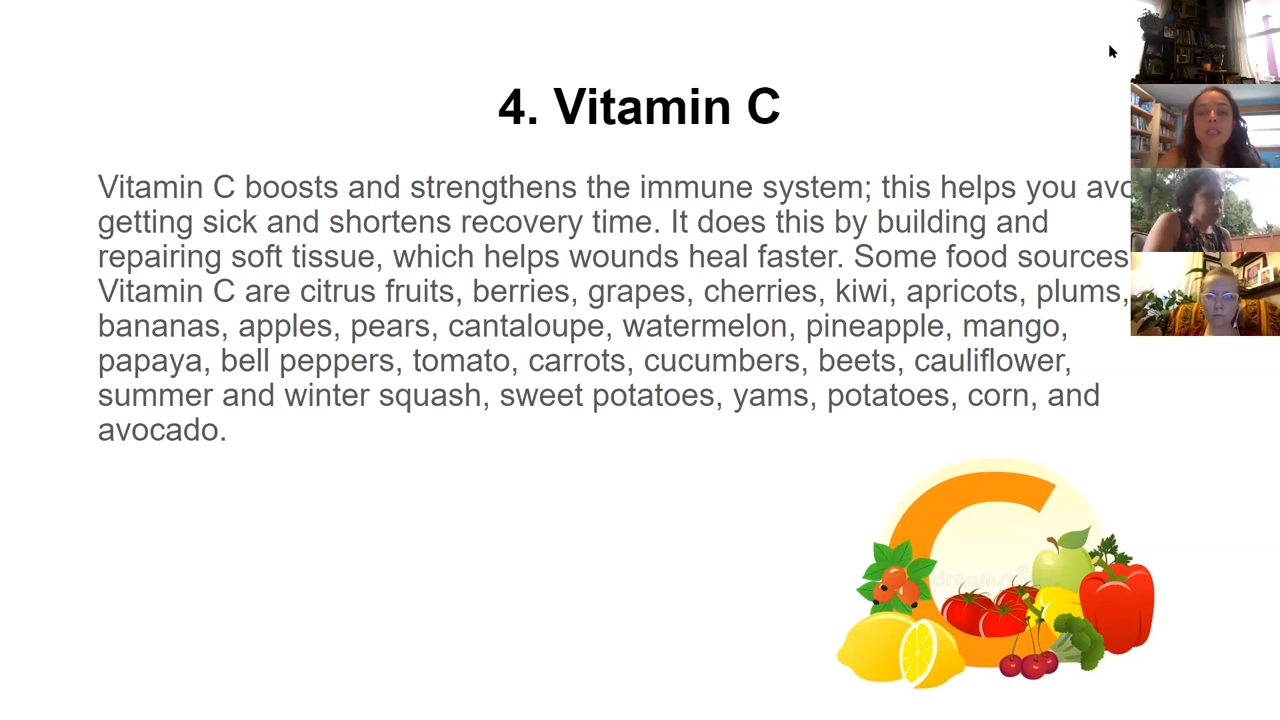 4. Vitamin C
Vitamin C boosts and strengthens the immune system; this helps you
getting sick and shortens recovery time. It does this by building and
repairing soft tissue, which helps wounds heal faster. Some food sources
Vitamin C are citrus fruits, berries, grapes, cherries, kiwi, apricots, plums,
bananas, apples, pears, cantaloupe, watermelon, pineapple, mango,
papaya, bell peppers, tomato, carrots, cucumbers, beets, cauliflower,
summer and winter squash, sweet potatoes, yams, potatoes, corn, and
avocado.